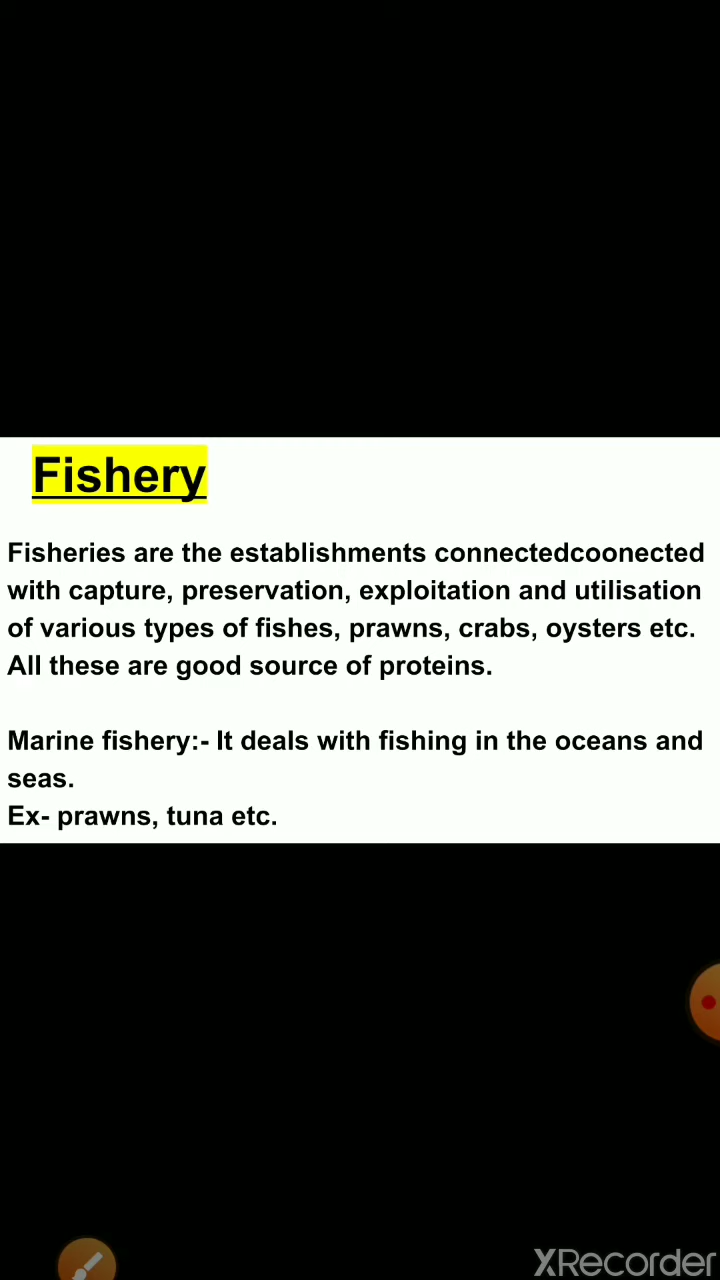 Fishery
Fisheries are the establishments connectedcoonected
with capture, preservation, exploitation and utilisation
of various types of fishes, prawns, crabs, oysters etc.
All these are good source of proteins.
Marine fishery:- It deals with fishing in the oceans and
seas.
Ex- prawns, tuna etc.
XRecorder